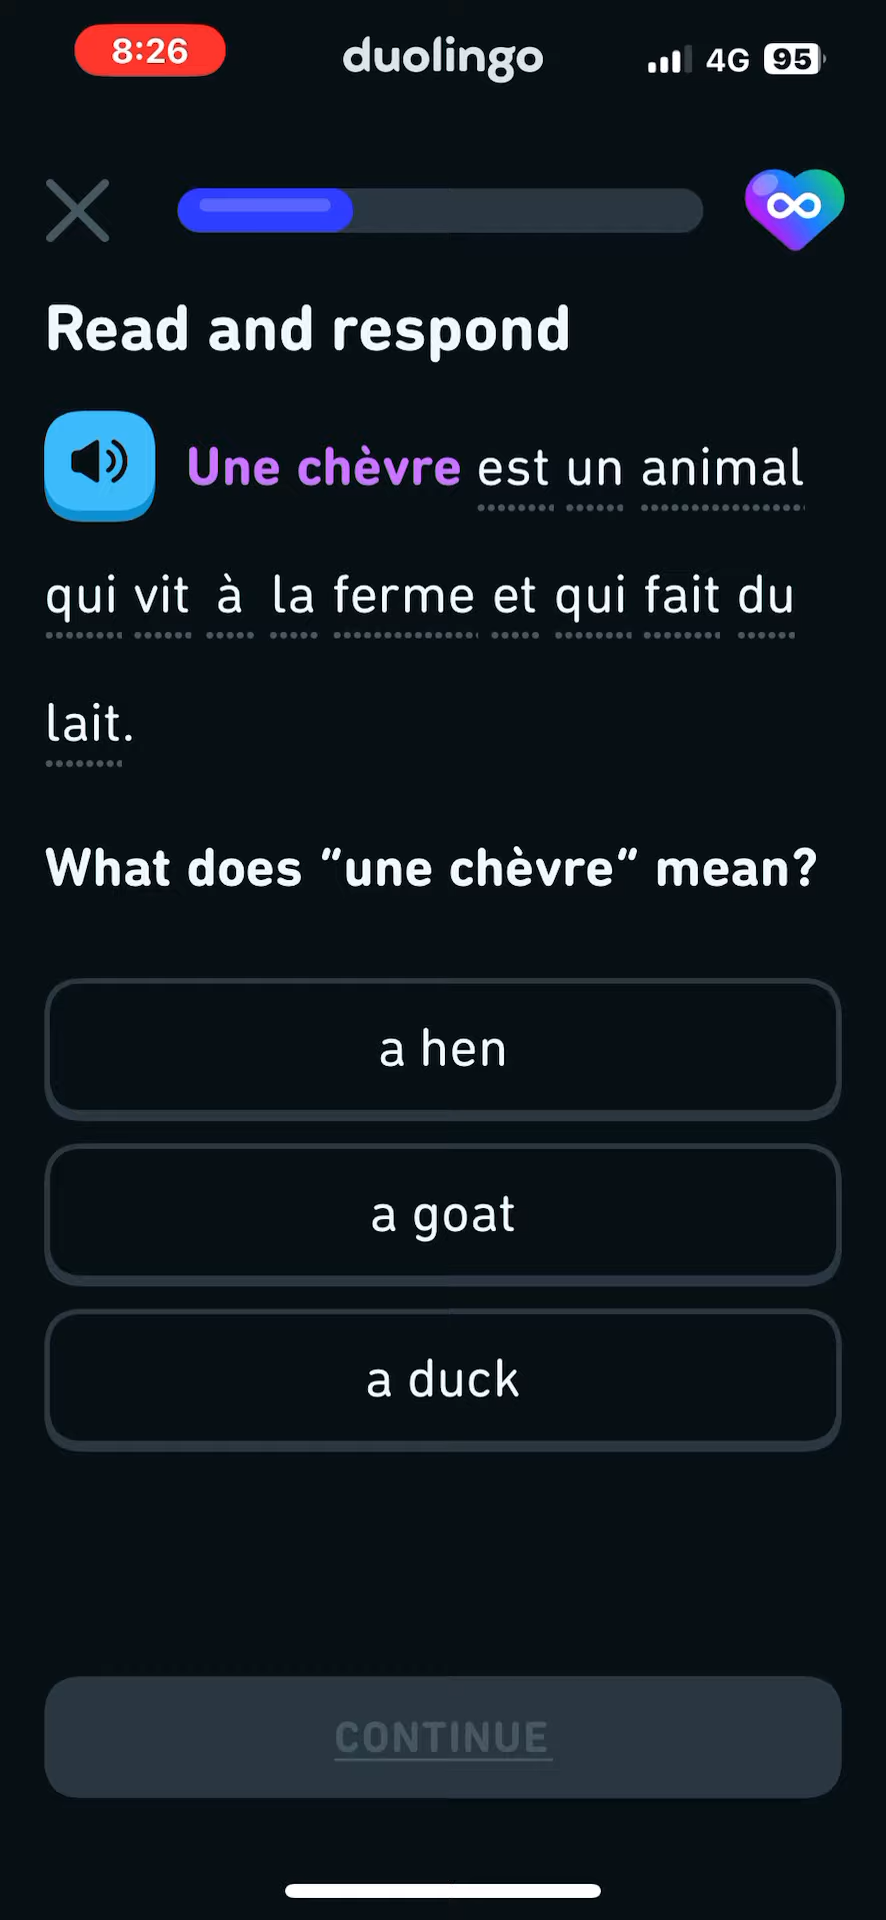 8:26
duolingo
4G 95
Read and respond
Une chèvre est un animal
qui vit à la ferme et qui fait du
lait.
What does "une chèvre" mean?
a hen
a goat
a duck
CONTINUE